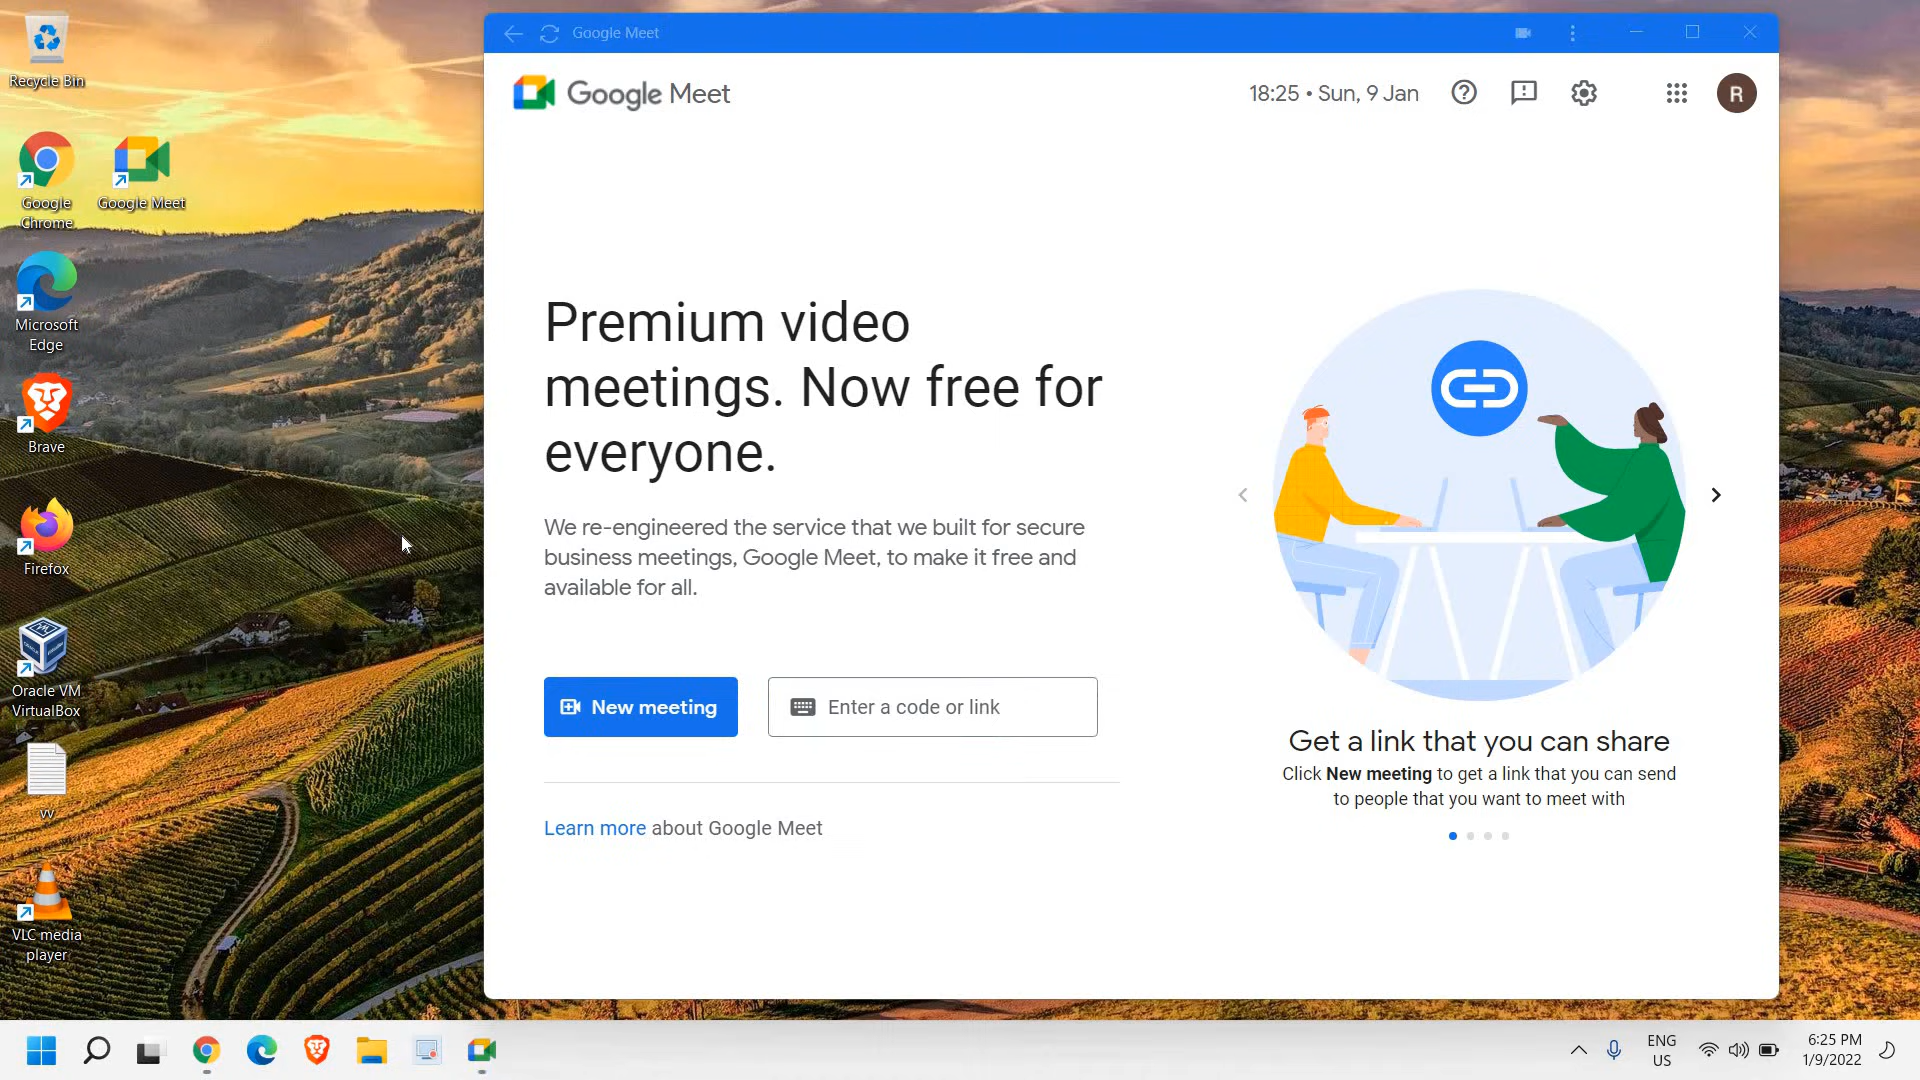 Recycle Bin
Google
Chrome
Google Meet
Microsoft
Edge
Brave
Firefox
Oracle VM
VirtualBox
vv
VLC media
player
Google Meet
Google Meet
18:25 • Sun, 9 Jan
R
Premium video
meetings. Now free for
everyone.
We re-engineered the service that we built for secure
business meetings, Google Meet, to make it free and
available for all.
New meeting
Enter a code or link
Learn more about Google Meet
Get a link that you can share
Click New meeting to get a link that you can send
to people that you want to meet with
ENG
US
6:25 PM
1/9/2022